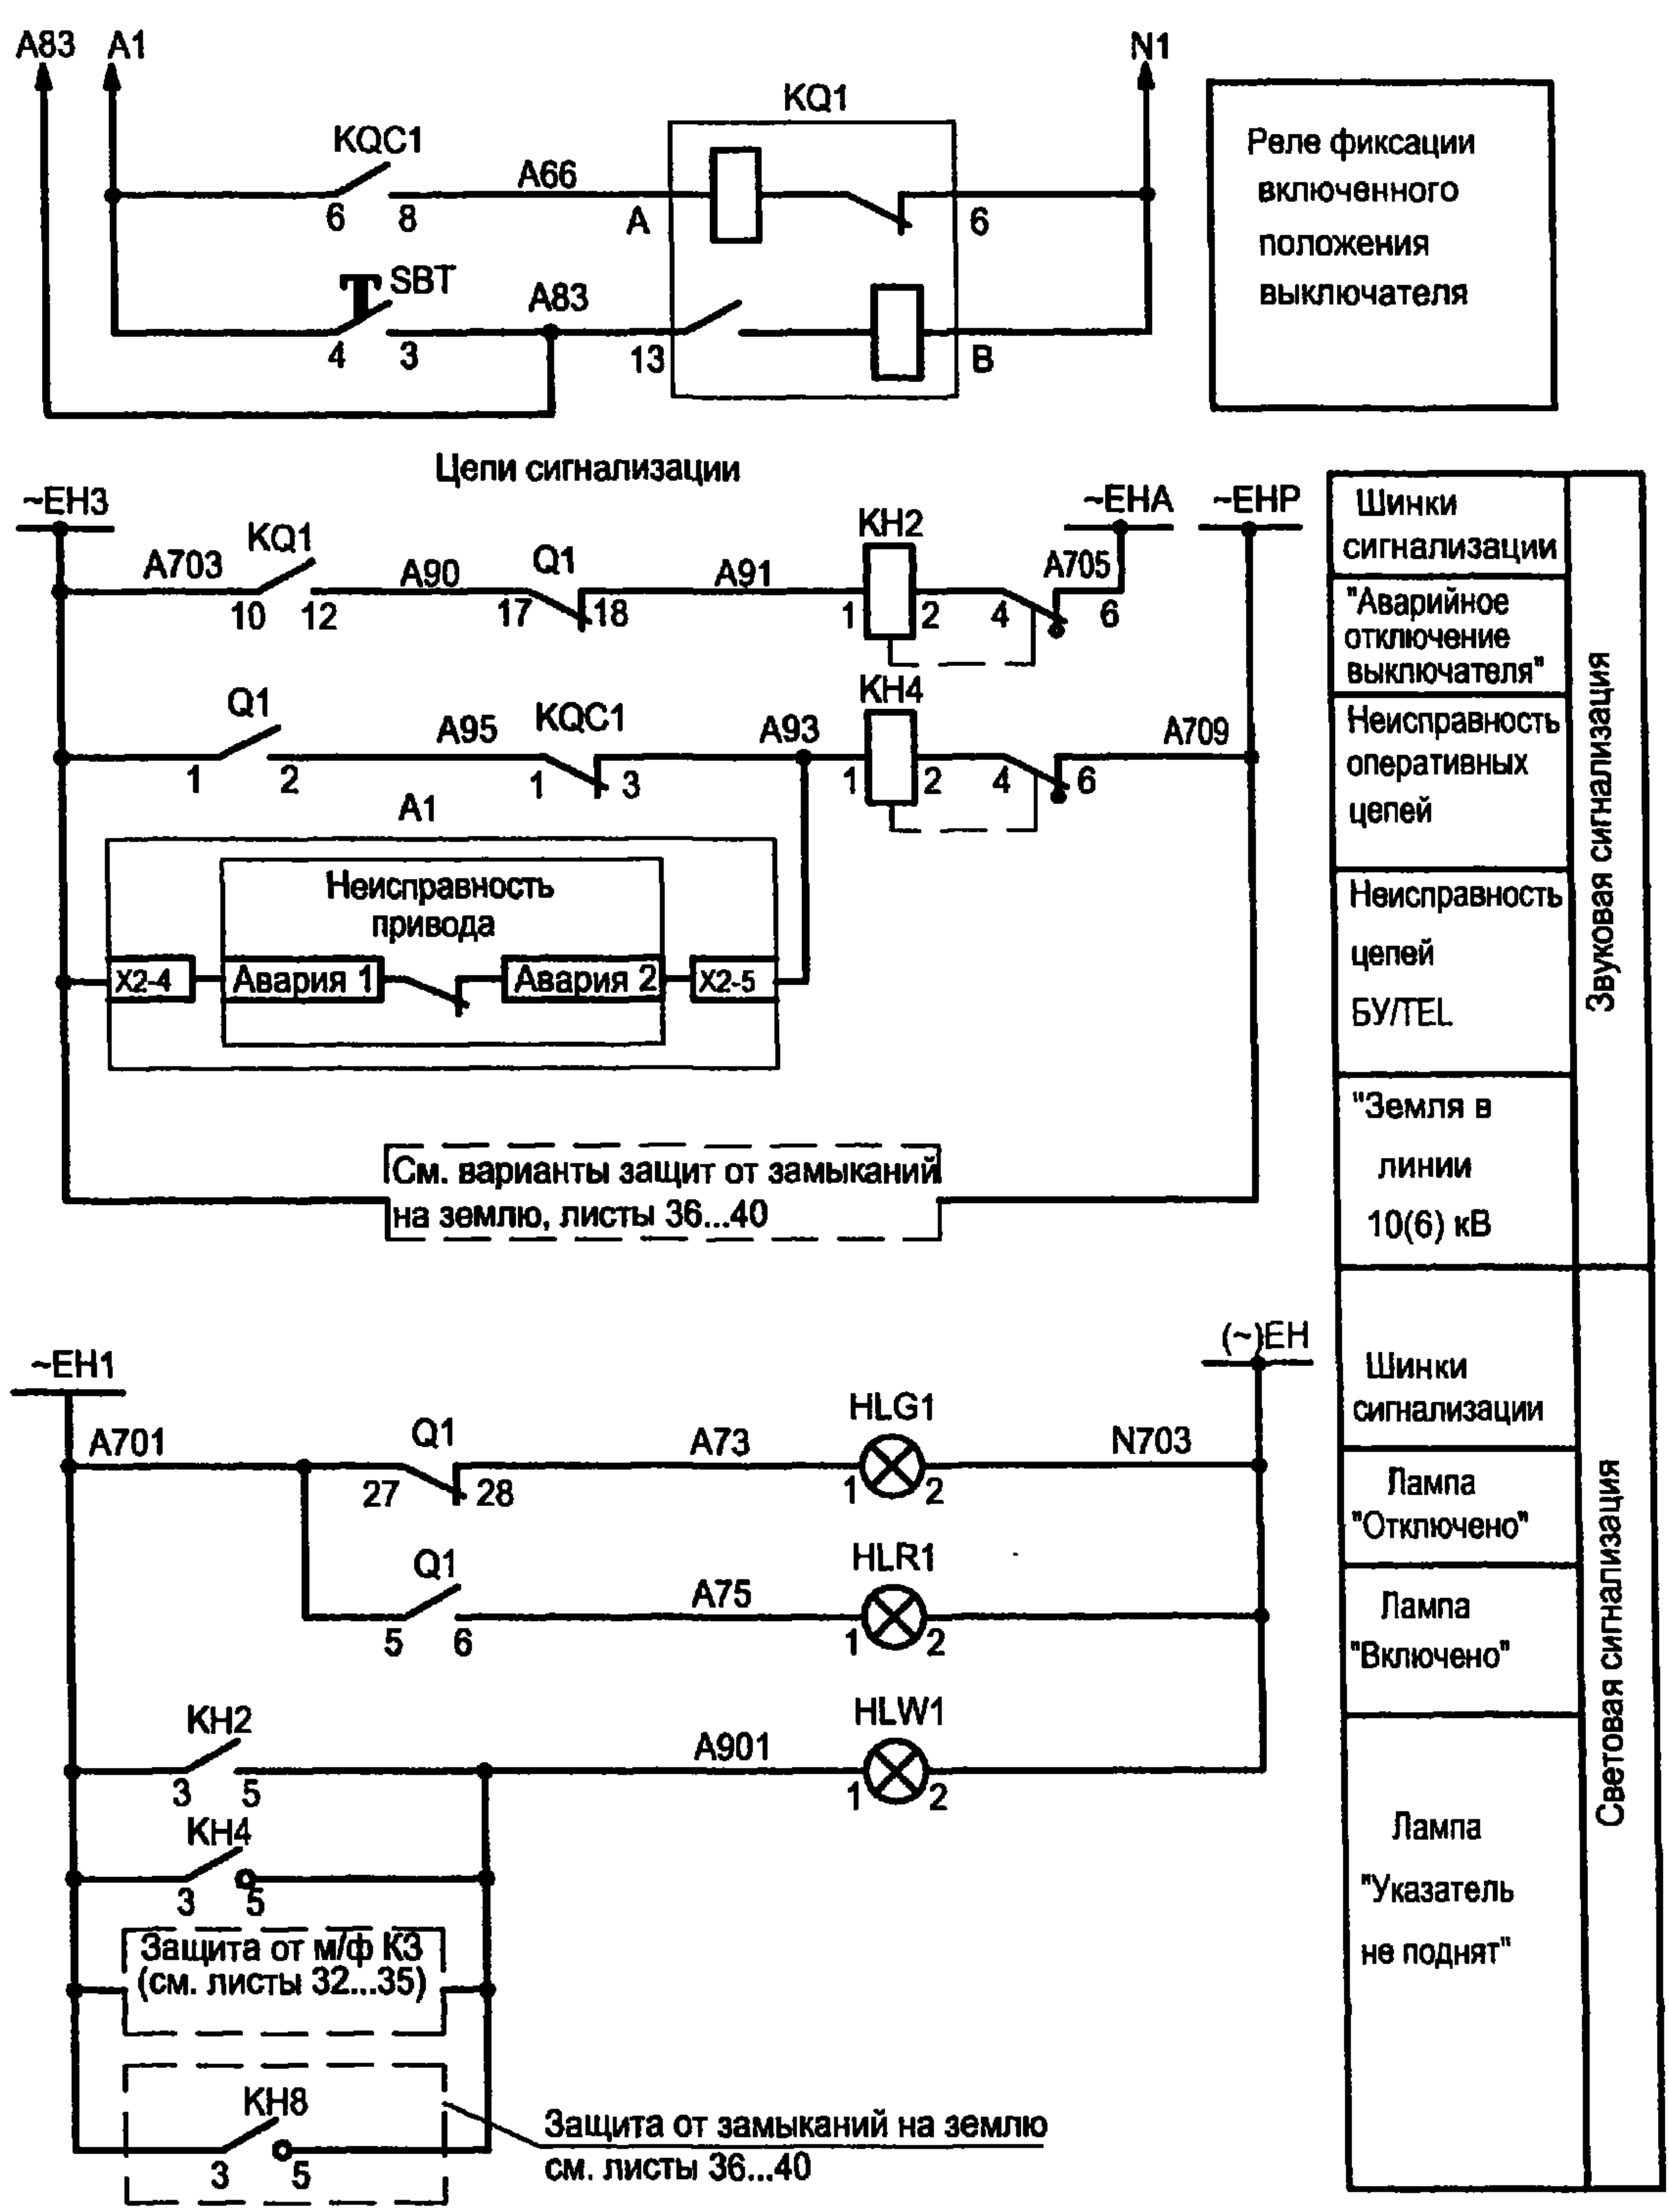 A83
A1
N1
KQ1
KQC1
A66
6
8
A
6
SBT
A83
4
3
13
B
Реле фиксации
включенного
положения
выключателя
Цепи сигнализации
~EH3
~EHA
~EHP
KQ1
Q1
KH2
A703
A90
A91
A705
10
12
17
18
1
2
4
6
Q1
KQC1
KH4
A95
A93
A709
1
2
1
3
1
2
4
6
A1
Неисправность
привода
X2-4
Авария 1
Авария 2
X2-5
См. варианты защит от замыканий
на землю, листы 36...40
Шинки
сигнализации
"Аварийное
отключение
выключателя"
Неисправность
оперативных
цепей
Неисправность
цепей
БУ/TEL
"Земля в
линии
10(6) кВ
Звуковая сигнализация
~EH1
(~)EH
A701
Q1
A73
HLG1
N703
27
28
1
2
Q1
A75
HLR1
5
6
1
2
KH2
A901
HLW1
3
5
1
2
KH4
3
5
Защита от м/ф КЗ
(см. листы 32...35)
KH8
3
5
Защита от замыканий на землю
см. листы 36...40
Шинки
сигнализации
Лампа
"Отключено"
Лампа
"Включено"
Лампа
"Указатель
не поднят"
Световая сигнализация